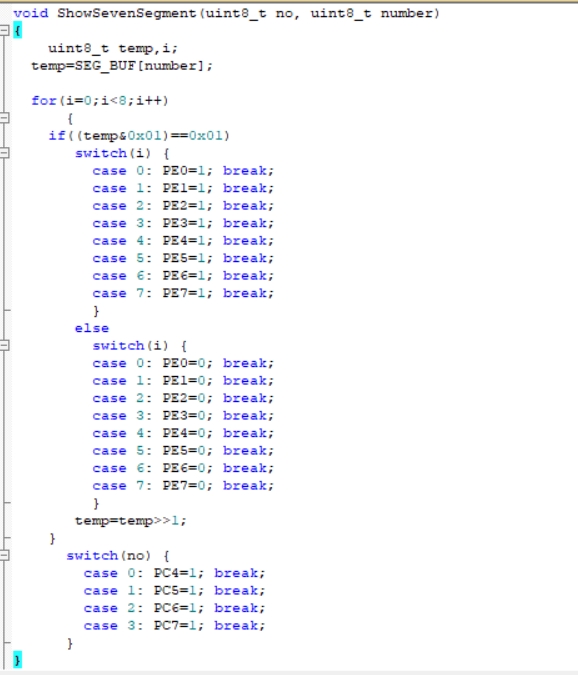 void ShowSevenSegment(uint8_t no, uint8_t number)
{
uint8_t temp,i;
temp=SEG_BUF[number];
for(i=0;i<8;i++)
{
if((temp&0x01)==0x01)
switch(i) {
case 0: PE0=1; break;
case 1: PE1=1; break;
case 2: PE2=1; break;
case 3: PE3=1; break;
case 4: PE4=1; break;
case 5: PE5=1; break;
case 6: PE6=1; break;
case 7: PE7=1; break;
}
else
switch(i) {
case 0: PE0=0; break;
case 1: PE1=0; break;
case 2: PE2=0; break;
case 3: PE3=0; break;
case 4: PE4=0; break;
case 5: PE5=0; break;
case 6: PE6=0; break;
case 7: PE7=0; break;
}
temp=temp>>1;
}
switch(no) {
case 0: PC4=1; break;
case 1: PC5=1; break;
case 2: PC6=1; break;
case 3: PC7=1; break;
}
}